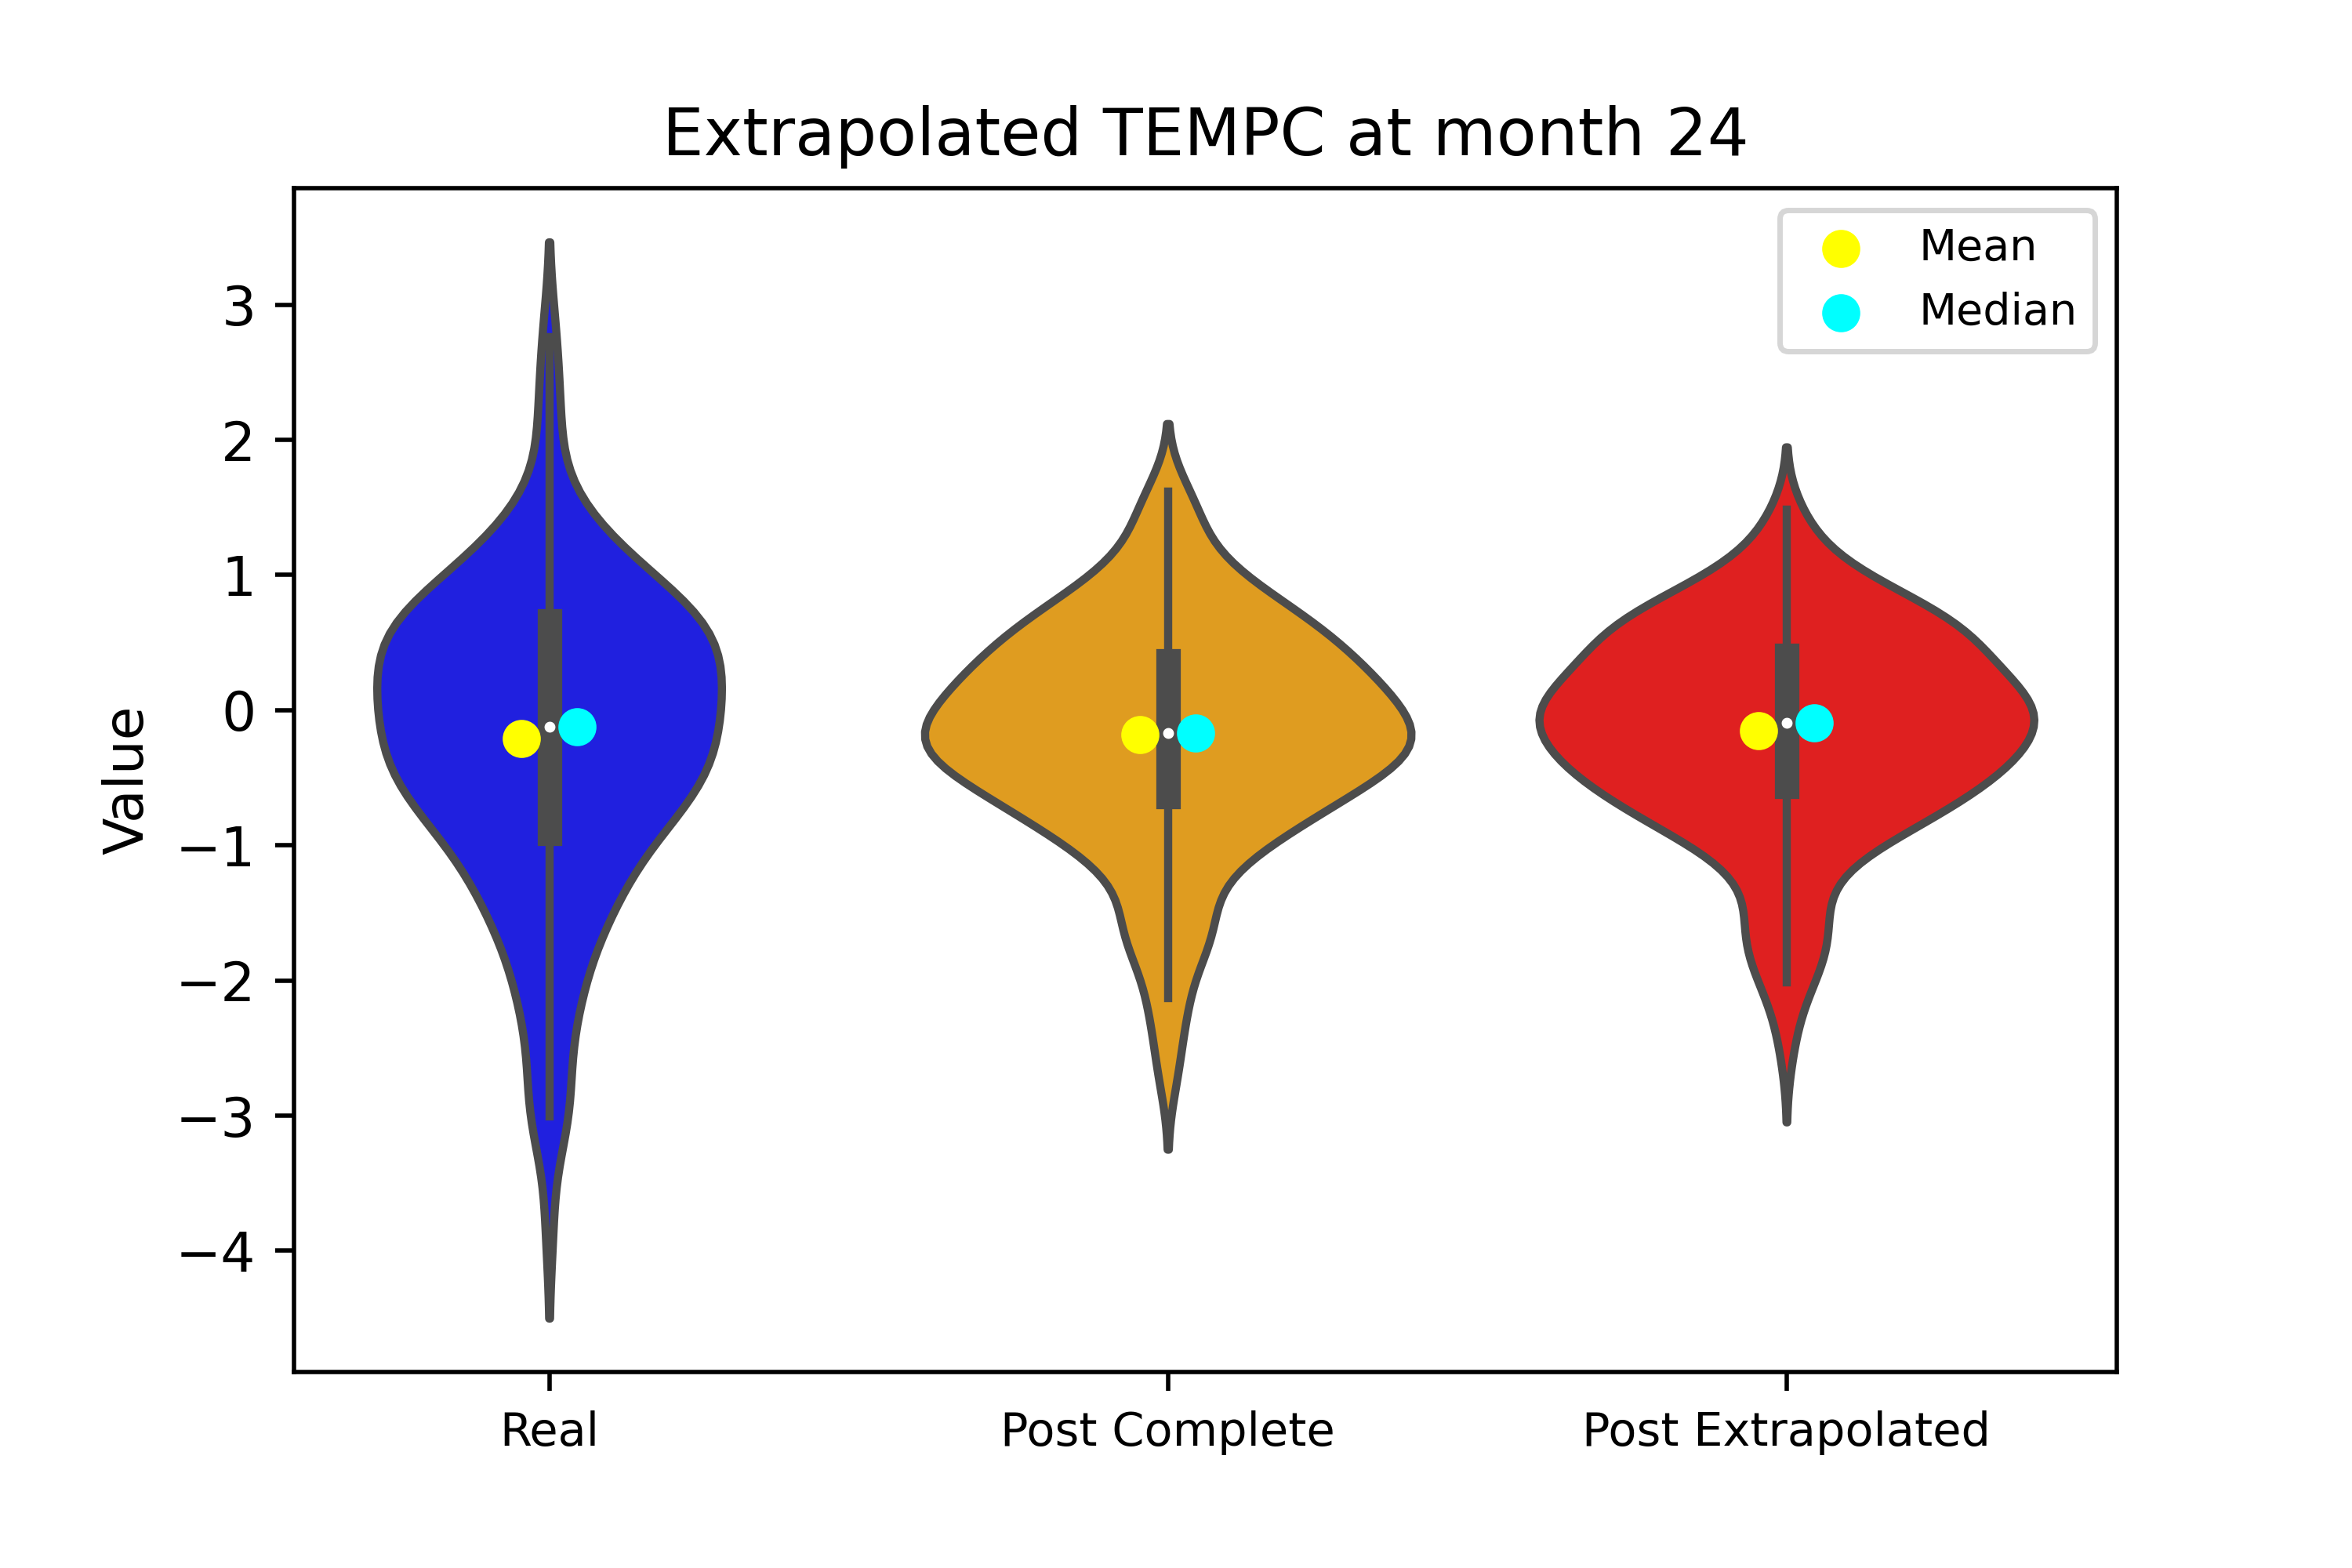 Extrapolated TEMPC at month 24
Mean
Median
Value
3
2
1
0
−1
−2
−3
−4
Real
Post Complete
Post Extrapolated